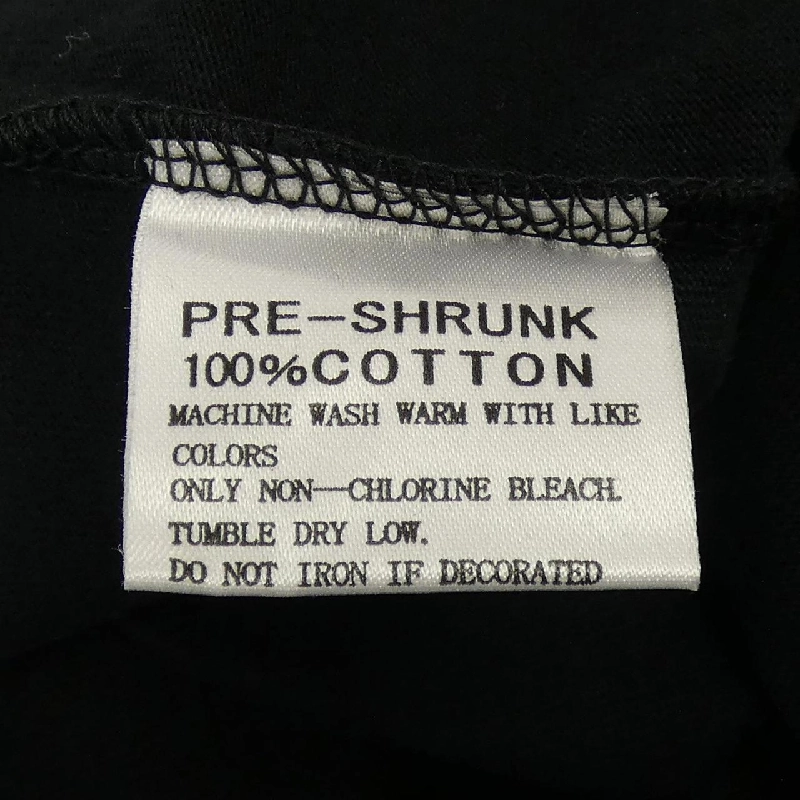 PRE-SHRUNK
100%COTTON
MACHINE WASH WARM WITH LIKE
COLORS
ONLY NON-CHLORINE BLEACH.
TUMBLE DRY LOW.
DO NOT IRON IF DECORATED